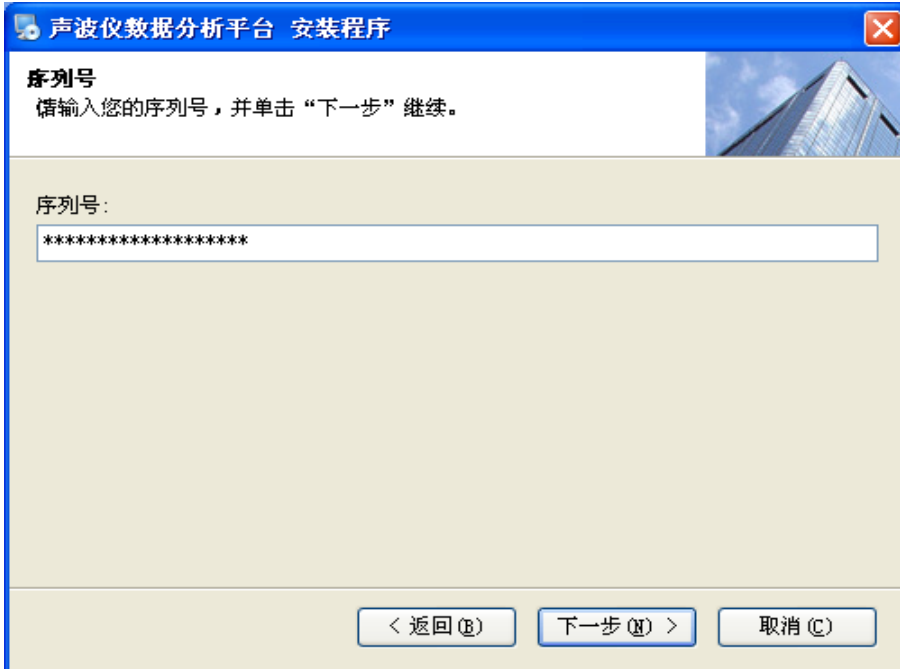 声波仪数据分析平台 安装程序
序列号
请输入您的序列号，并单击“下一步”继续。
序列号:
*******************
< 返回(B)
下一步(N) >
取消(C)